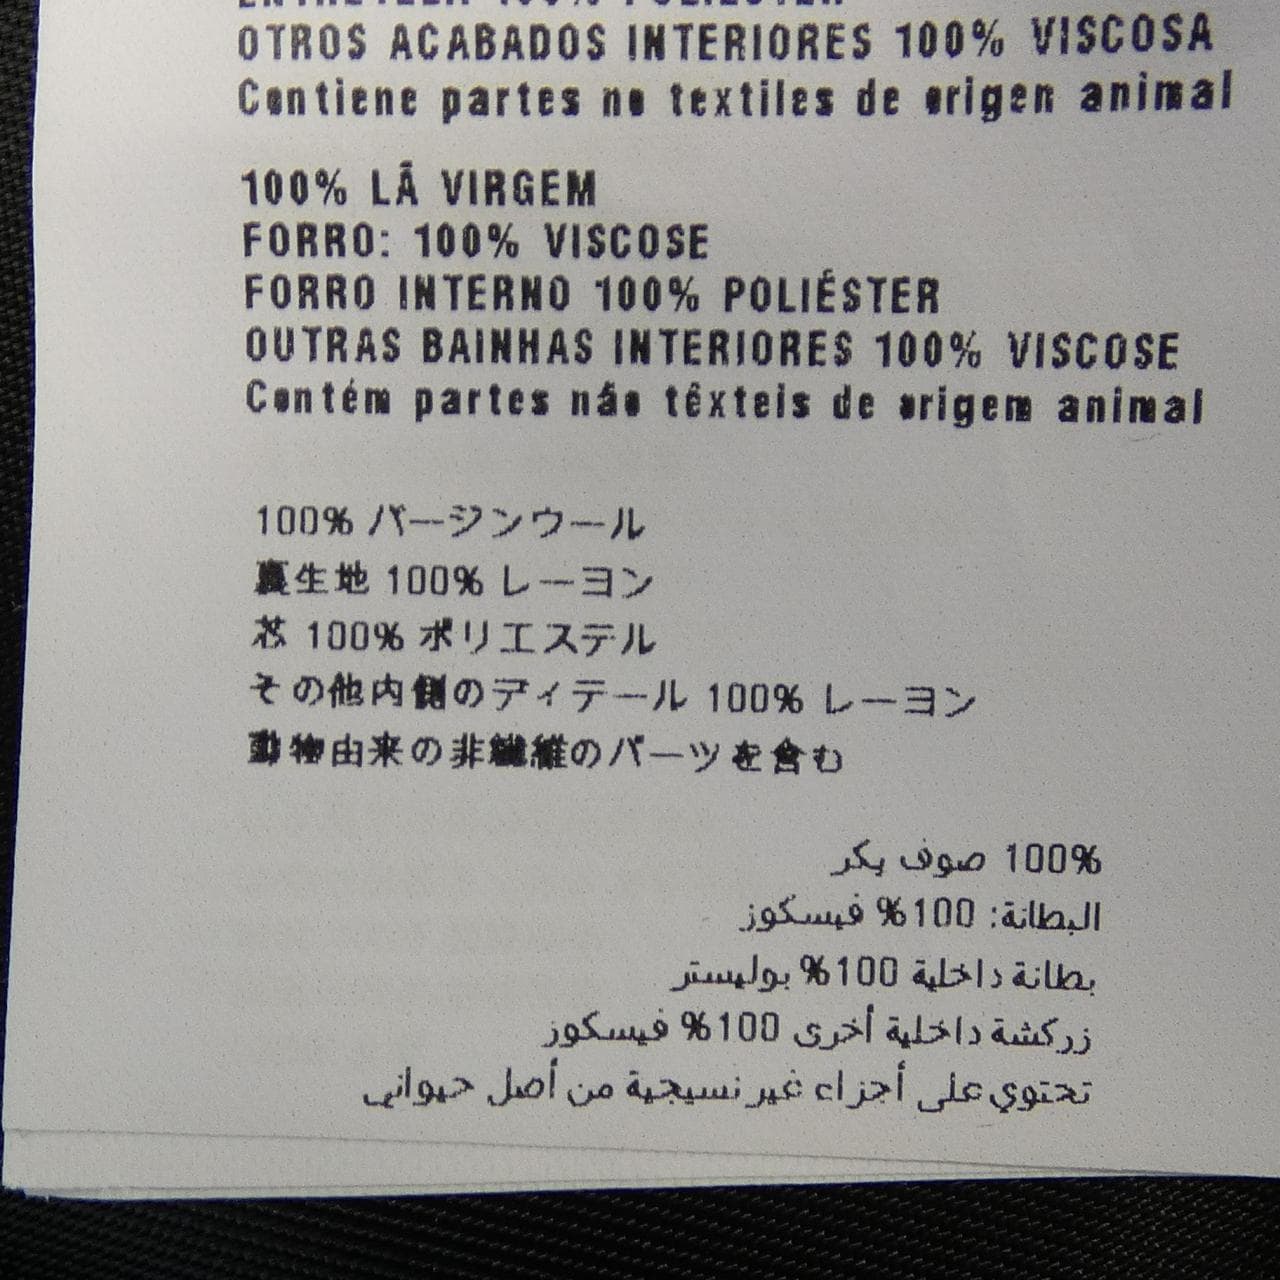 ENTRETELA 100% POLIÉSTER
OTROS ACABADOS INTERIORES 100% VISCOSA
Contiene partes no textiles de origen animal
100% LÃ VIRGEM
FORRO: 100% VISCOSE
FORRO INTERNO 100% POLIÉSTER
OUTRAS BAINHAS INTERIORES 100% VISCOSE
Contém partes não têxteis de origem animal
100% バージンウール
裏生地 100% レーヨン
芯 100% ポリエステル
その他内側のディテール 100% レーヨン
動物由来の非繊維のパーツを含む
100% صوف بكر
البطانة: 100% فيسكوز
بطانة داخلية 100% بوليستر
زركشة داخلية أخرى 100% فيسكوز
تحتوي على أجزاء غير نسيجية من أصل حيواني